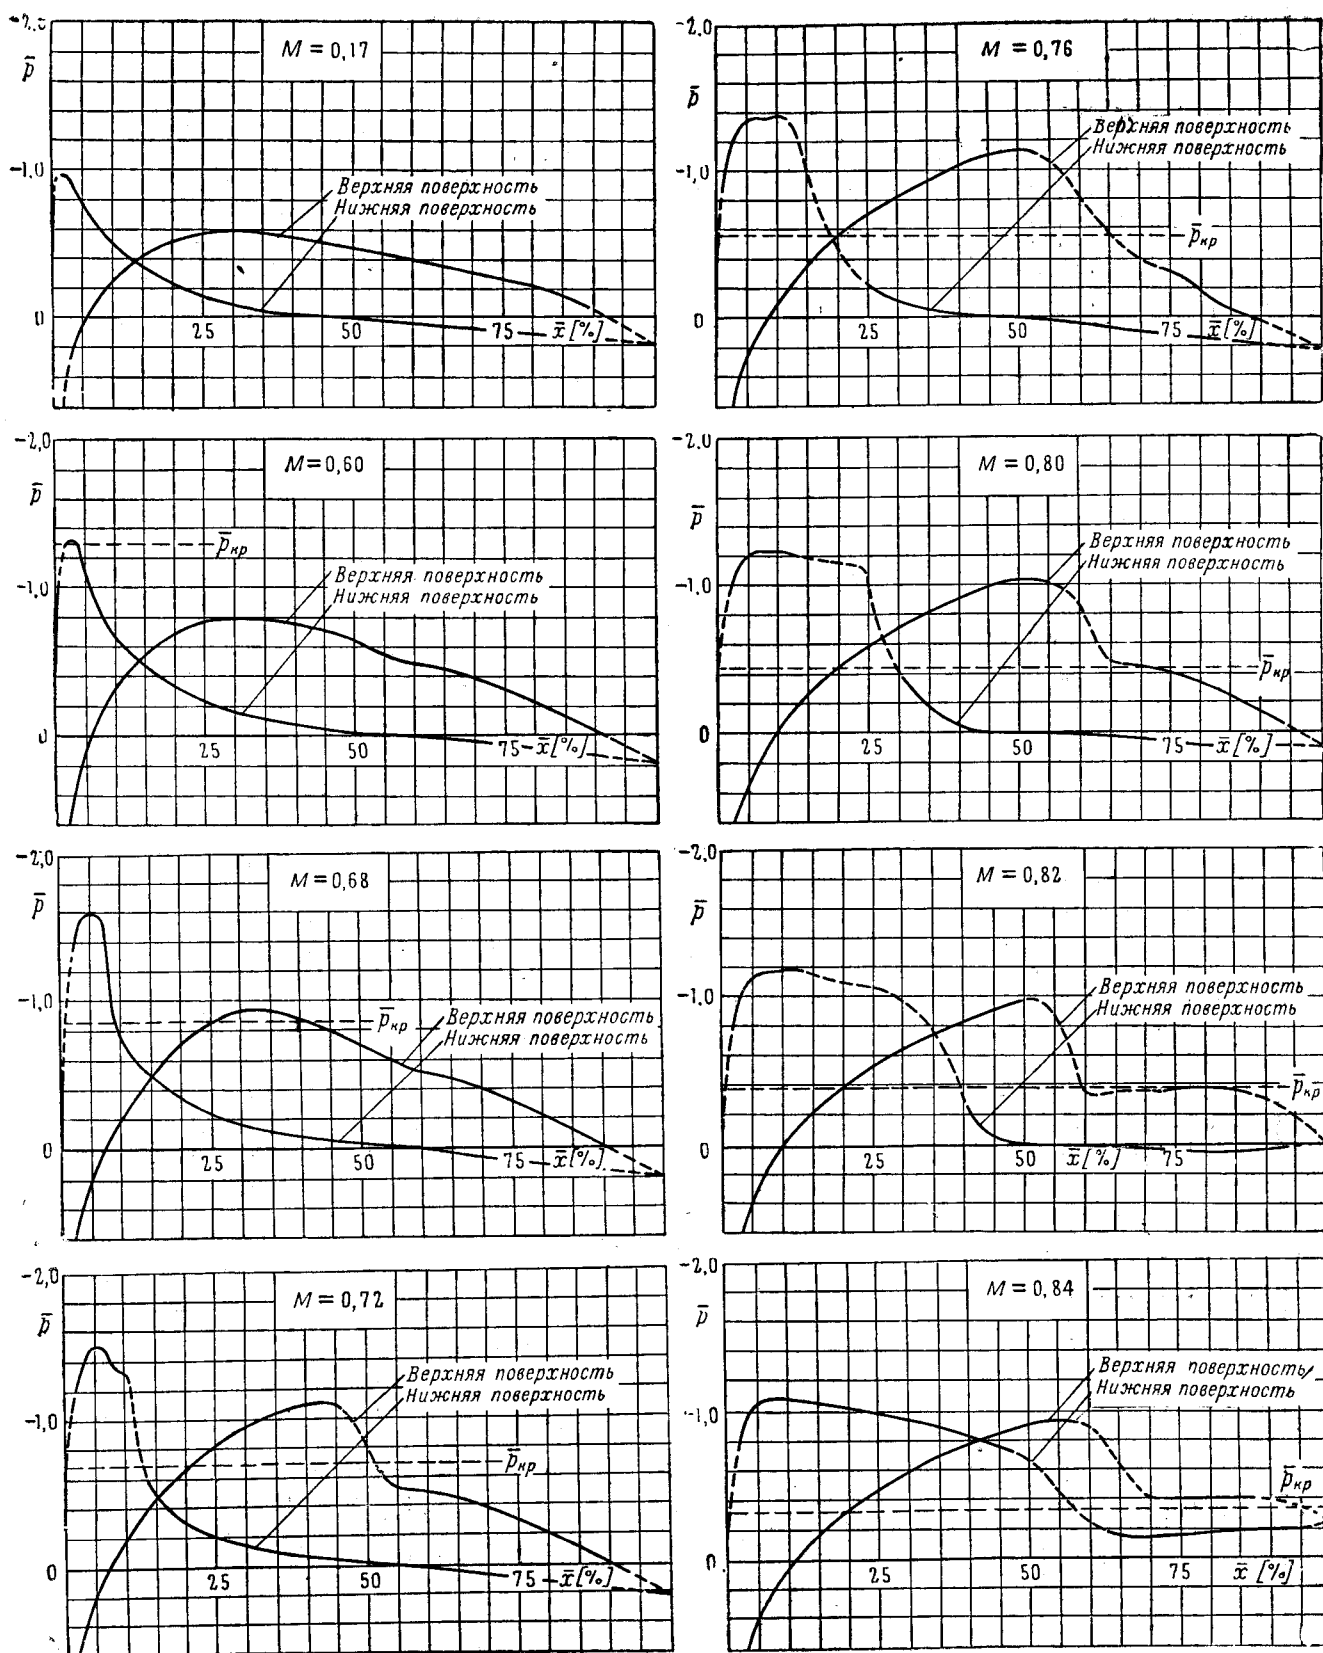 -2,0
p̄
M = 0,17
-1,0
Верхняя поверхность
Нижняя поверхность
0
25
50
75
x̄ [%]
-2,0
p̄
M = 0,76
Верхняя поверхность
Нижняя поверхность
-1,0
p̄кр
0
25
50
75
x̄ [%]
-2,0
p̄
M = 0,60
p̄кр
-1,0
Верхняя поверхность
Нижняя поверхность
0
25
50
75
x̄ [%]
-2,0
p̄
M = 0,80
Верхняя поверхность
Нижняя поверхность
-1,0
p̄кр
0
25
50
75
x̄ [%]
-2,0
p̄
M = 0,68
-1,0
p̄кр
Верхняя поверхность
Нижняя поверхность
0
25
50
75
x̄ [%]
-2,0
p̄
M = 0,82
-1,0
Верхняя поверхность
Нижняя поверхность
p̄кр
0
25
50
x̄ [%]
75
-2,0
p̄
M = 0,72
Верхняя поверхность
Нижняя поверхность
-1,0
p̄кр
0
25
50
75
x̄ [%]
-2,0
p̄
M = 0,84
Верхняя поверхность
Нижняя поверхность
-1,0
p̄кр
0
25
50
75
x̄ [%]